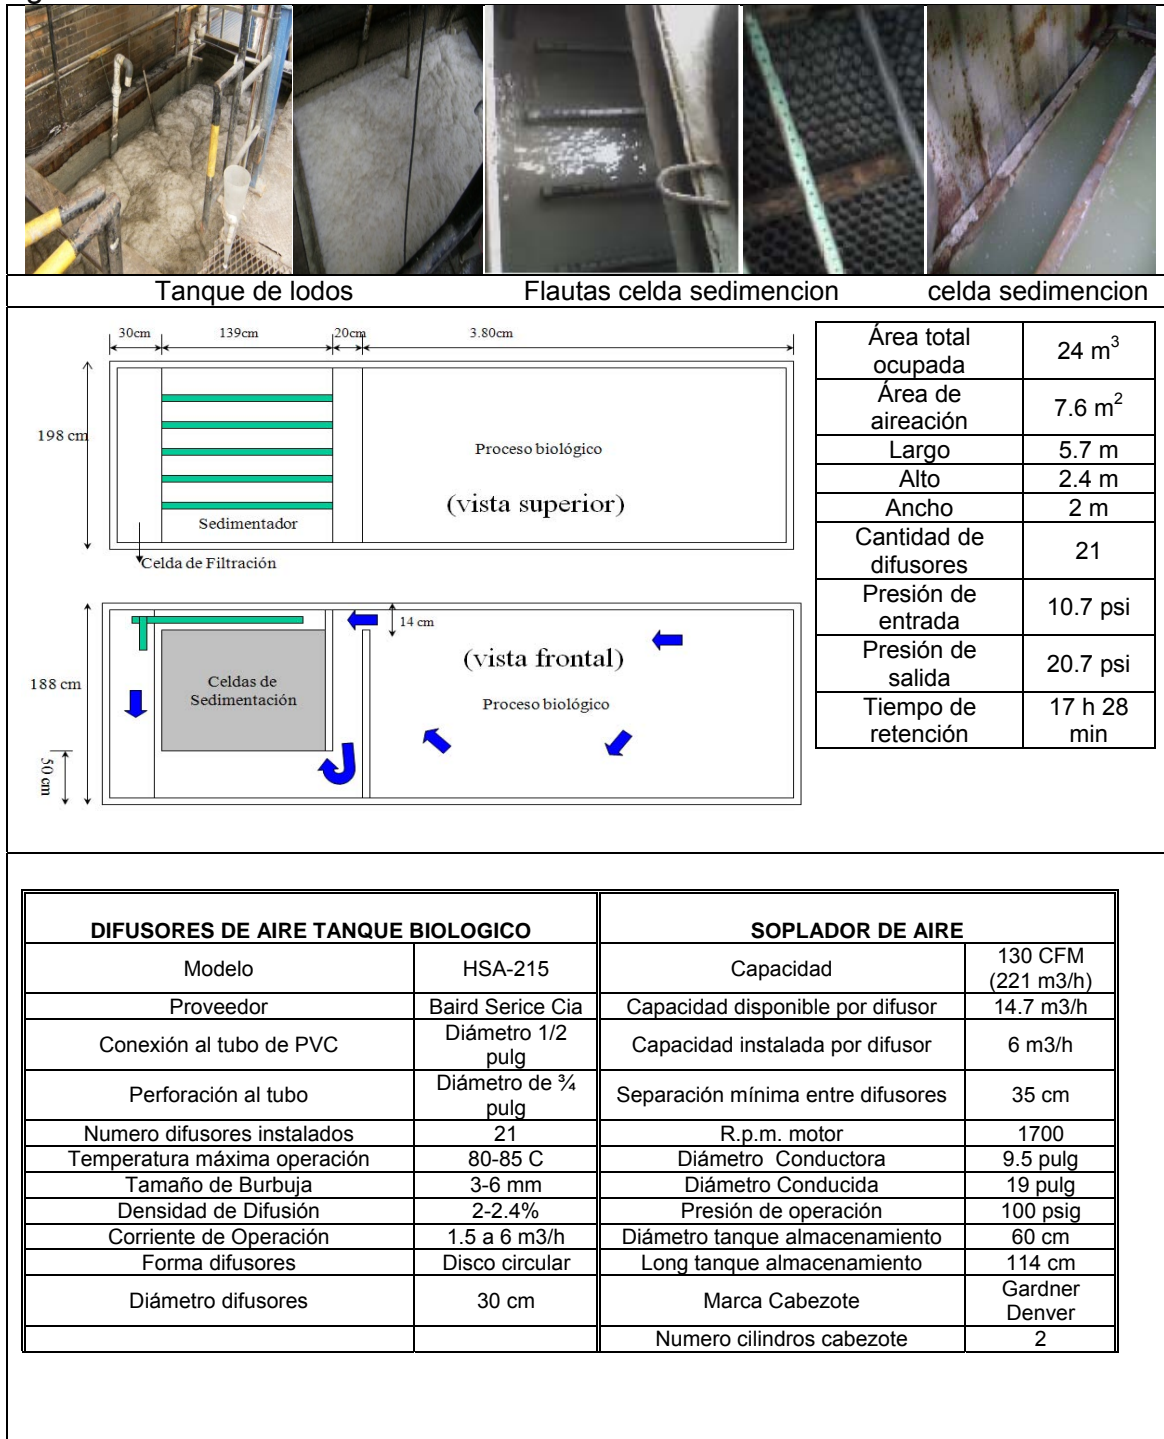 Tanque de lodos
Flautas celda sedimencion
celda sedimencion
30cm
139cm
20cm
3.80cm
198 cm
Proceso biológico
(vista superior)
Sedimentador
Celda de Filtración
14 cm
(vista frontal)
188 cm
Celdas de
Sedimentación
Proceso biológico
50 cm
Área total
ocupada
24 m³
Área de
aireación
7.6 m²
Largo
5.7 m
Alto
2.4 m
Ancho
2 m
Cantidad de
difusores
21
Presión de
entrada
10.7 psi
Presión de
salida
20.7 psi
Tiempo de
retención
17 h 28
min
DIFUSORES DE AIRE TANQUE BIOLOGICO
SOPLADOR DE AIRE
Modelo
HSA-215
Capacidad
130 CFM
(221 m3/h)
Proveedor
Baird Serice Cia
Capacidad disponible por difusor
14.7 m3/h
Conexión al tubo de PVC
Diámetro 1/2
pulg
Capacidad instalada por difusor
6 m3/h
Perforación al tubo
Diámetro de ¾
pulg
Separación mínima entre difusores
35 cm
Numero difusores instalados
21
R.p.m. motor
1700
Temperatura máxima operación
80-85 C
Diámetro  Conductora
9.5 pulg
Tamaño de Burbuja
3-6 mm
Diámetro Conducida
19 pulg
Densidad de Difusión
2-2.4%
Presión de operación
100 psig
Corriente de Operación
1.5 a 6 m3/h
Diámetro tanque almacenamiento
60 cm
Forma difusores
Disco circular
Long tanque almacenamiento
114 cm
Diámetro difusores
30 cm
Marca Cabezote
Gardner
Denver
Numero cilindros cabezote
2